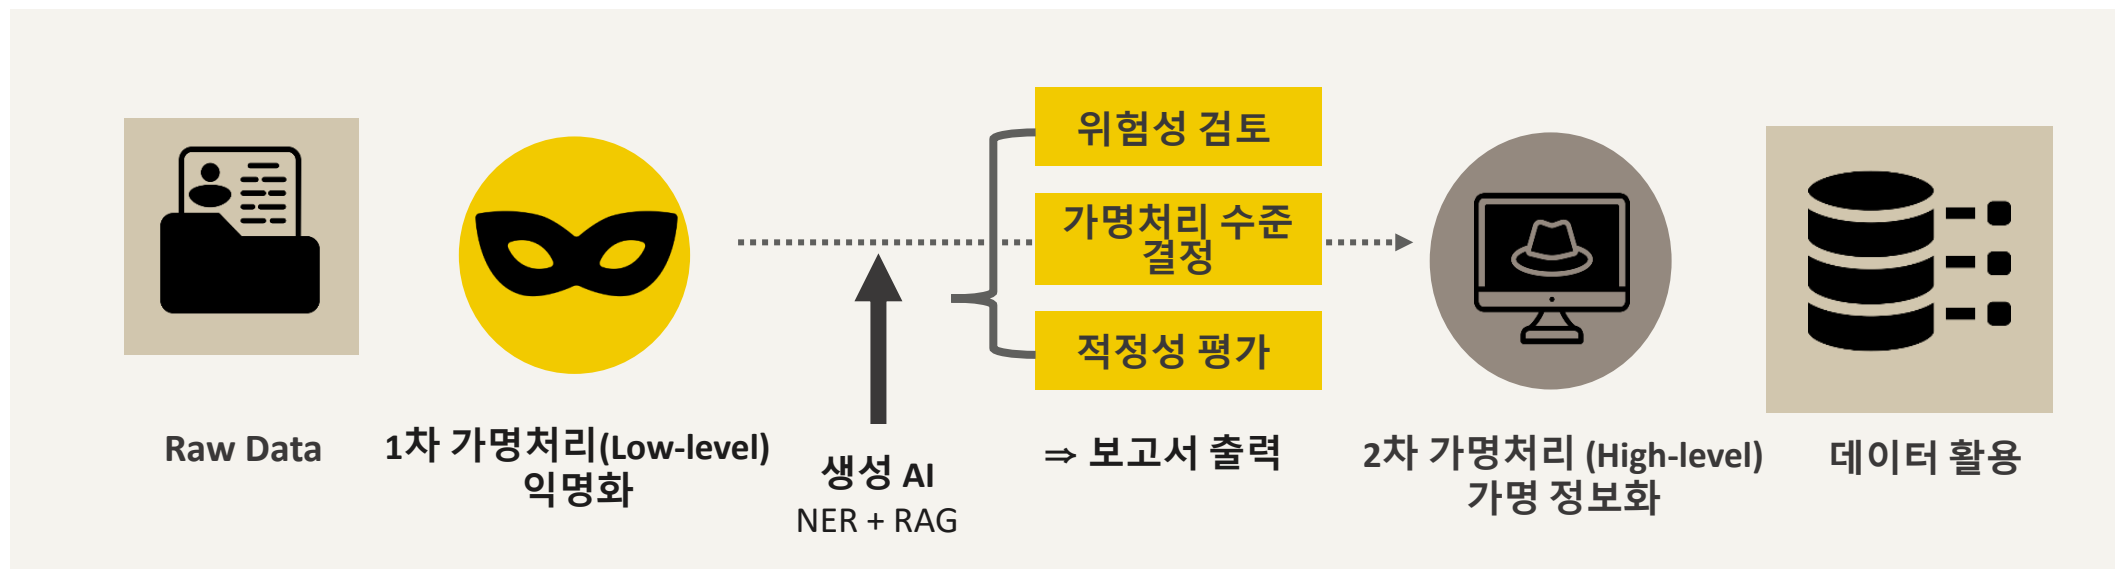 위험성 검토
가명처리 수준
결정
적정성 평가
Raw Data
1차 가명처리(Low-level)
익명화
생성 AI
NER + RAG
⇒ 보고서 출력
2차 가명처리 (High-level)
가명 정보화
데이터 활용